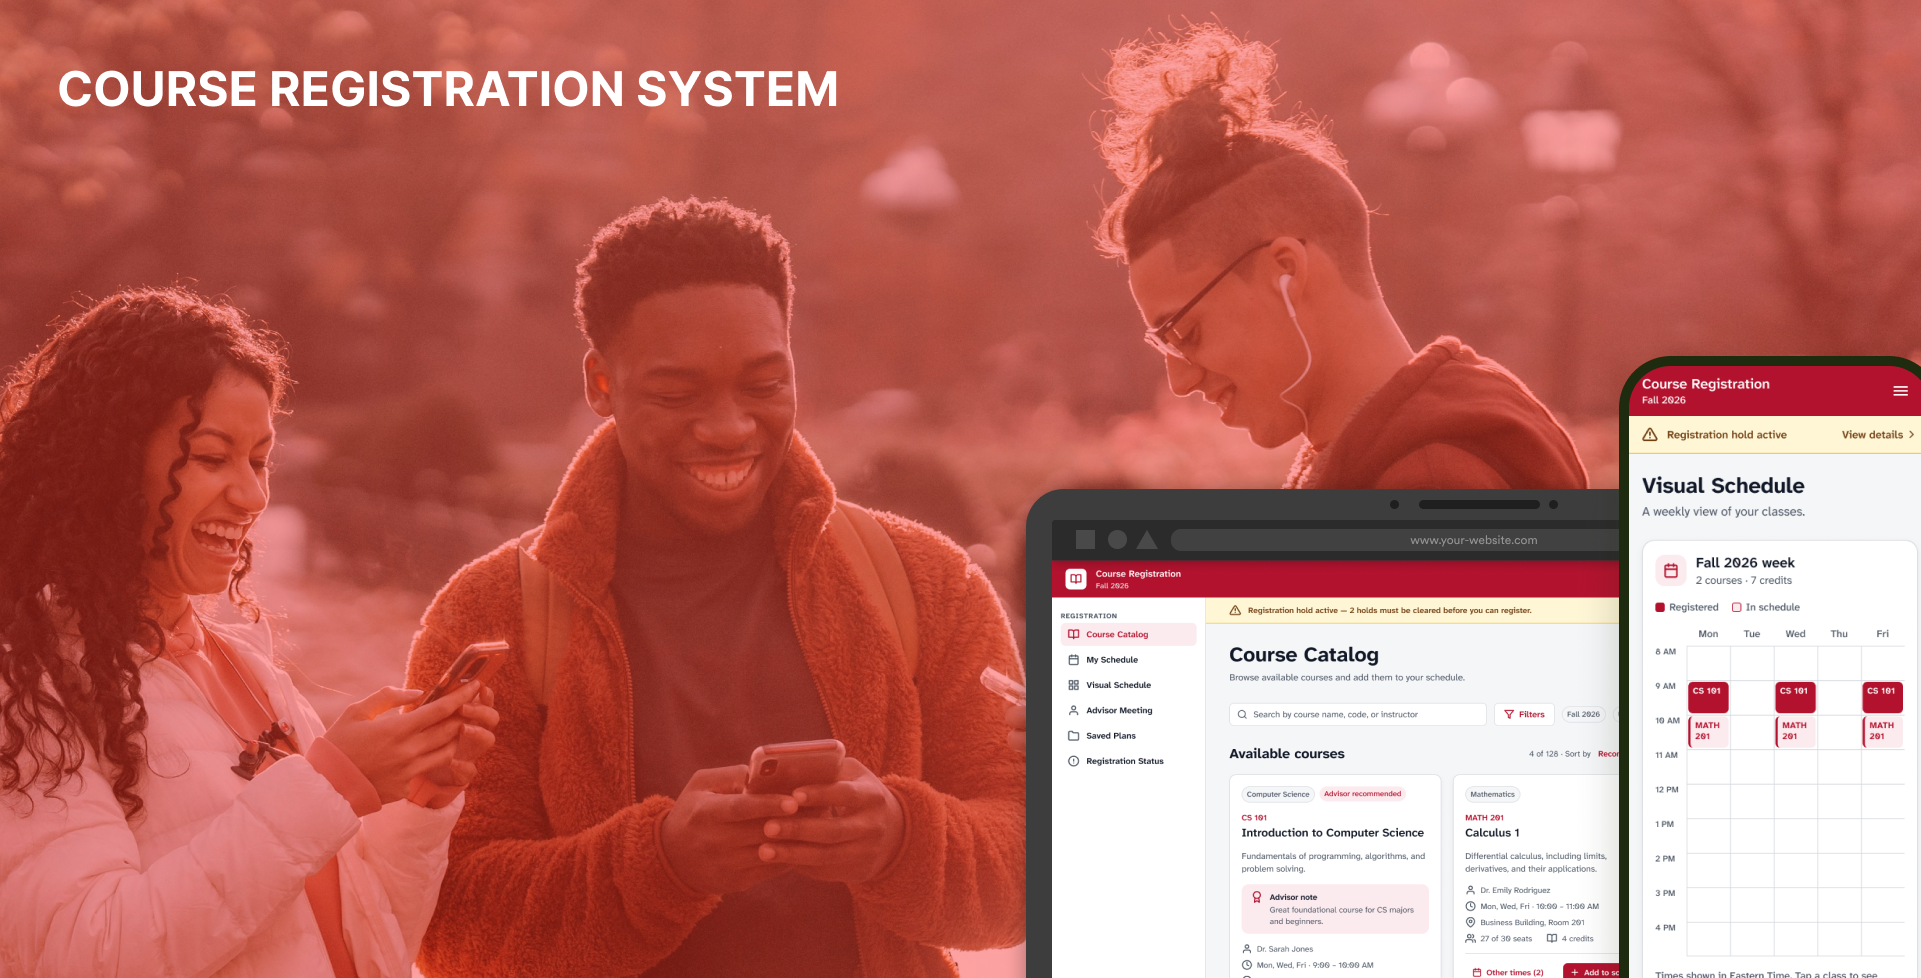 COURSE REGISTRATION SYSTEM
www.your-website.com
Course Registration
Fall 2026
REGISTRATION
Course Catalog
My Schedule
Visual Schedule
Advisor Meeting
Saved Plans
Registration Status
Registration hold active — 2 holds must be cleared before you can register.
Course Catalog
Browse available courses and add them to your schedule.
Search by course name, code, or instructor
Filters
Fall 2026
Available courses
4 of 128 · Sort by
Computer Science
Advisor recommended
CS 101
Introduction to Computer Science
Fundamentals of programming, algorithms, and
problem solving.
Advisor note
Great foundational course for CS majors
and beginners.
Dr. Sarah Jones
Mon, Wed, Fri · 9:00 – 10:00 AM
Mathematics
MATH 201
Calculus 1
Differential calculus, including limits,
derivatives, and their applications.
Dr. Emily Rodriguez
Mon, Wed, Fri · 10:00 – 11:00 AM
Business Building, Room 201
27 of 30 seats
4 credits
Other times (2)
+ Add to
Course Registration
Fall 2026
Registration hold active
View details >
Visual Schedule
A weekly view of your classes.
Fall 2026 week
2 courses · 7 credits
Registered
In schedule
Mon Tue Wed Thu Fri
8 AM
9 AM
CS 101 CS 101 CS 101
10 AM
MATH MATH MATH
201 201 201
11 AM
12 PM
1 PM
2 PM
3 PM
4 PM
Times shown in Eastern Time. Tap a class to see